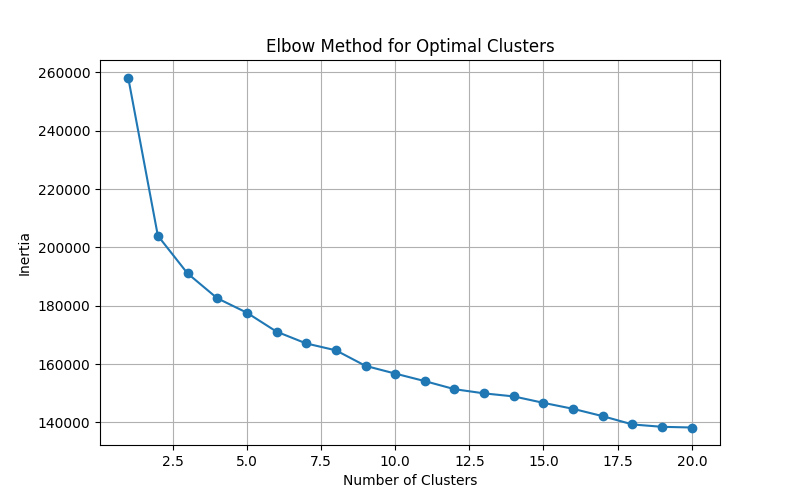 Elbow Method for Optimal Clusters
260000
240000
220000
200000
180000
160000
140000
Inertia
2.5 5.0 7.5 10.0 12.5 15.0 17.5 20.0
Number of Clusters